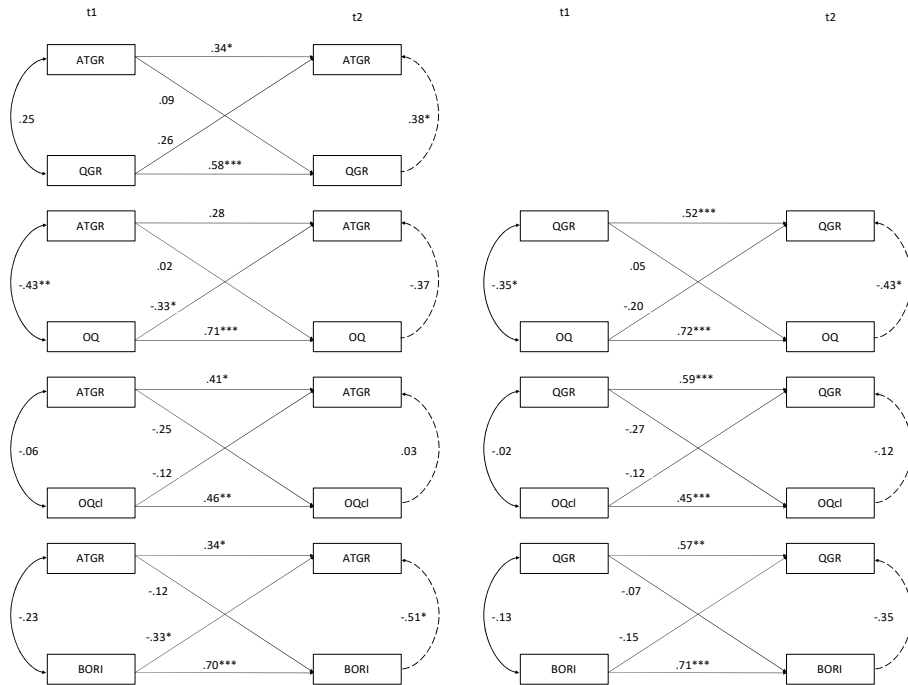 t1
t2
t1
t2
ATGR
.34*
ATGR
.25
.09
.38*
.26
QGR
.58***
QGR
ATGR
.28
ATGR
-.43**
.02
-.37
-.33*
OQ
.71***
OQ
QGR
.52***
QGR
-.35*
.05
-.43*
-.20
OQ
.72***
OQ
ATGR
.41*
ATGR
-.06
-.25
.03
-.12
OQcl
.46**
OQcl
QGR
.59***
QGR
-.02
-.27
-.12
-.12
OQcl
.45***
OQcl
ATGR
.34*
ATGR
-.23
-.12
-.51*
-.33*
BORI
.70***
BORI
QGR
.57**
QGR
-.13
-.07
-.35
-.15
BORI
.71***
BORI